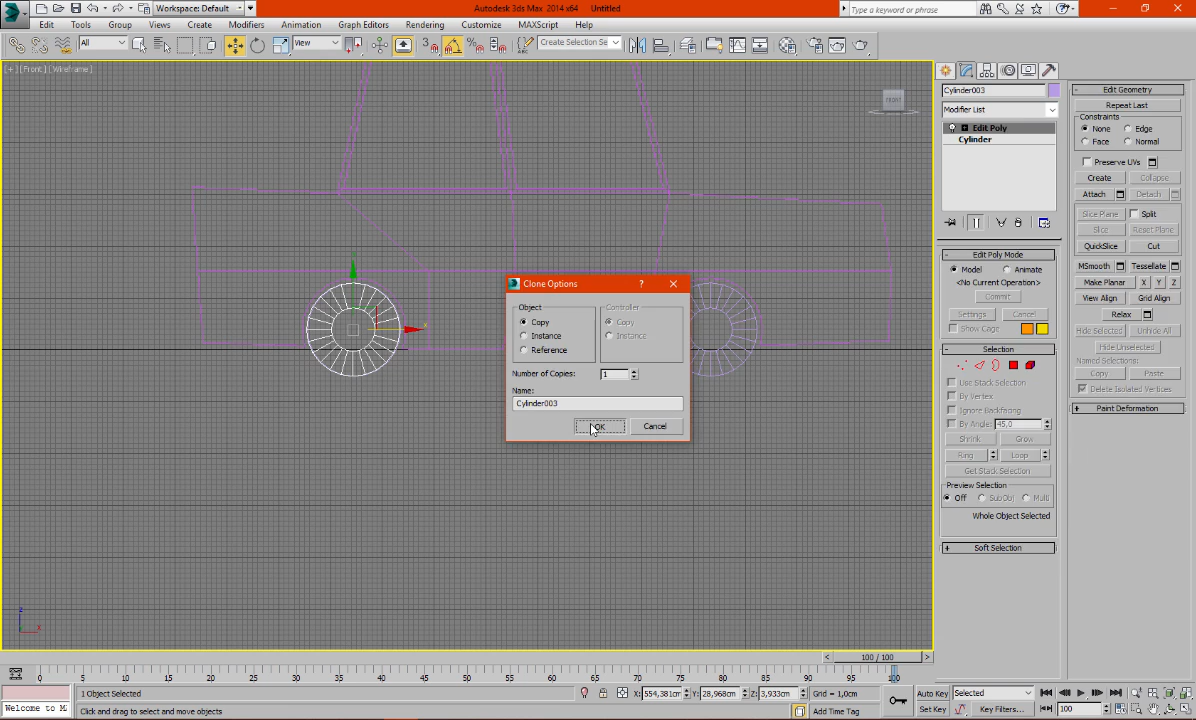 Workspace: Default
Autodesk 3ds Max 2014 x64 Untitled
Type a keyword or phrase
Edit Tools Group Views Create Modifiers Animation Graph Editors Rendering Customize MAXScript Help
All
View
3
Create Selection Se
[+] [Front] [Wireframe]
FRONT
x
z
x
Clone Options
?
Object
Copy
Instance
Reference
Controller
Copy
Instance
Number of Copies: 1
Name:
Cylinder003
OK
Cancel
Cylinder003
Modifier List
Edit Poly
Cylinder
Edit Poly Mode
Model
Animate
<No Current Operation>
Commit
Settings
Cancel
Show Cage
Selection
Use Stack Selection
By Vertex
Ignore Backfacing
By Angle: 45,0
Shrink
Grow
Ring
Loop
Get Stack Selection
Preview Selection
Off
SubObj
Multi
Whole Object Selected
Soft Selection
Edit Geometry
Repeat Last
Constraints
None
Edge
Face
Normal
Preserve UVs
Create
Collapse
Attach
Detach
Slice Plane
Split
Slice
Reset Plane
QuickSlice
Cut
MSmooth
Tessellate
Make Planar
X
Y
Z
View Align
Grid Align
Relax
Hide Selected
Unhide All
Hide Unselected
Named Selections:
Copy
Paste
Delete Isolated Vertices
Paint Deformation
100 / 100
0 5 10 15 20 25 30 35 40 45 50 55 60 65 70 75 80 85 90 95 100
1 Object Selected
X: 554,381cm
Y: 28,968cm
Z: 3,933cm
Grid = 1,0cm
Auto Key
Selected
Welcome to M
Click and drag to select and move objects
Add Time Tag
Set Key
Key Filters...
100